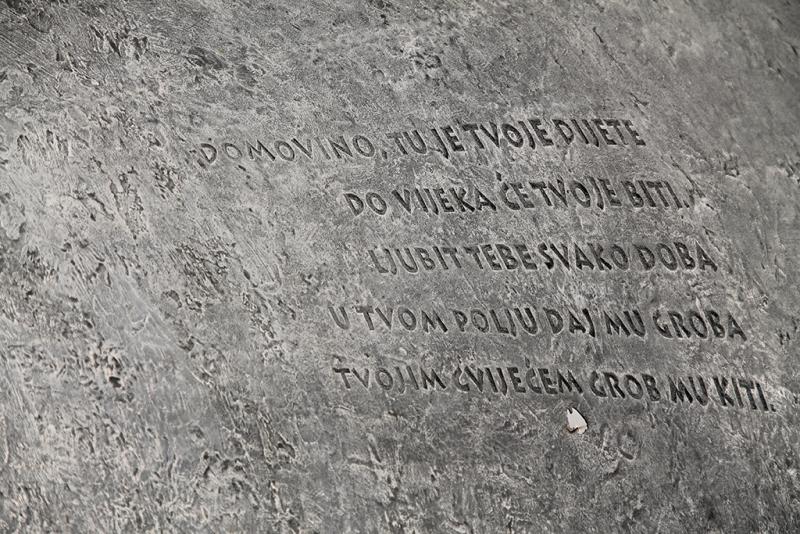 DOMOVINO, TU JE TVOJE DIJETE
DO VIJEKA ĆE TVOJE BITI.
LJUBIT TEBE SVAKO DOBA
U TVOM POLJU DAJ MU GROBA
TVOJIM CVIJEĆEM GROB MU KITI.